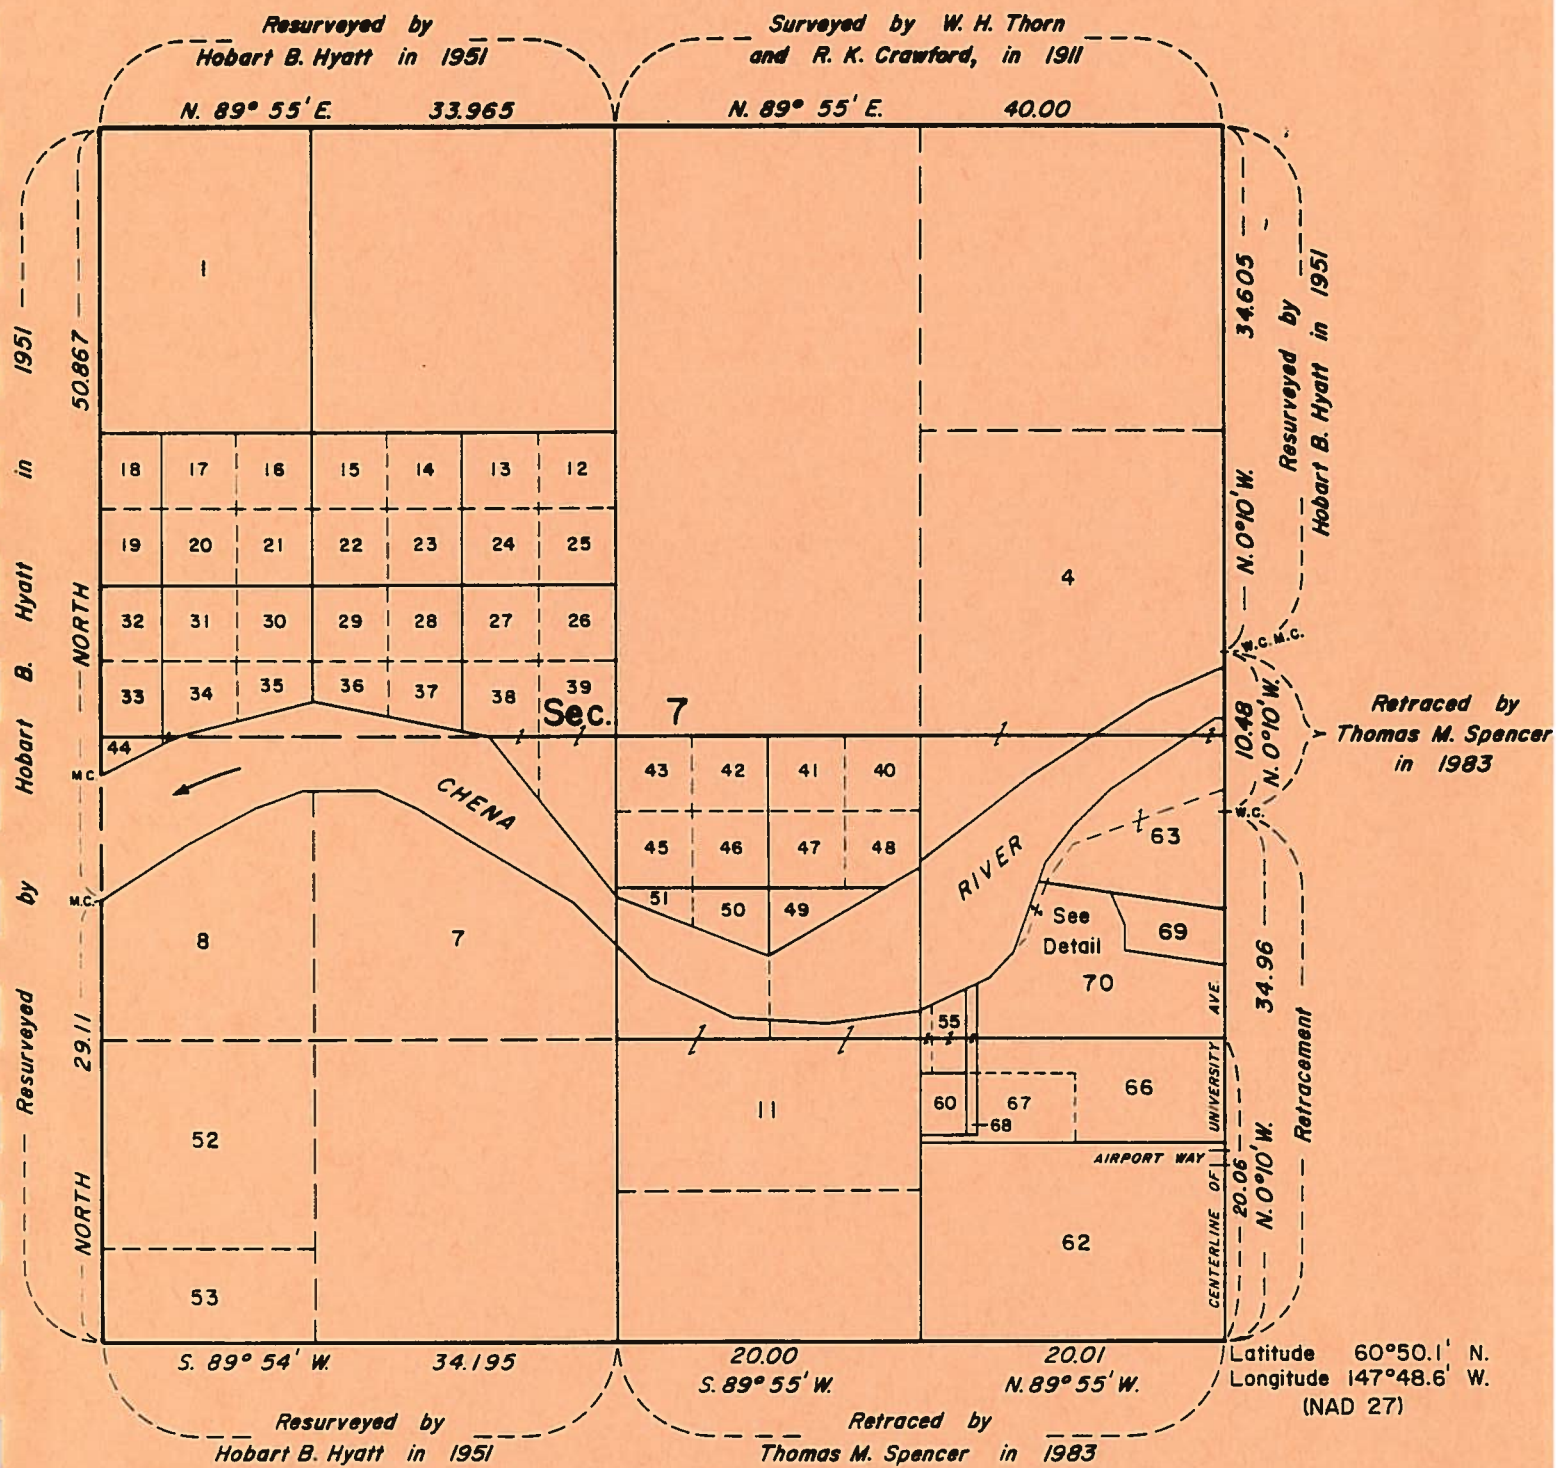 Resurveyed by
Hobart B. Hyatt in 1951
Surveyed by W. H. Thorn
and R. K. Crawford, in 1911
N. 89° 55' E. 33.965
N. 89° 55' E. 40.00
Resurveyed by Hobart B. Hyatt in 1951
50.867
NORTH
M.C.
M.C.
29.11
NORTH
1
18 17 16 15 14 13 12
19 20 21 22 23 24 25
32 31 30 29 28 27 26
33 34 35 36 37 38 39
44
Sec. 7
4
43 42 41 40
45 46 47 48
51 50 49
CHENA
RIVER
8
7
52
53
11
63
See
Detail
69
70
55
60
67
68
66
AIRPORT WAY
62
CENTERLINE OF UNIVERSITY AVE.
34.605
N. 0°10' W.
Resurveyed by
Hobart B. Hyatt in 1951
W.C.M.C.
10.48
N. 0°10' W.
Retraced by
Thomas M. Spencer
in 1983
W.C.
34.96
Retracement
20.06
N. 0°10' W.
S. 89° 54' W. 34.195
20.00
S. 89° 55' W.
20.01
N. 89° 55' W.
Latitude 60°50.1' N.
Longitude 147°48.6' W.
(NAD 27)
Resurveyed by
Hobart B. Hyatt in 1951
Retraced by
Thomas M. Spencer in 1983